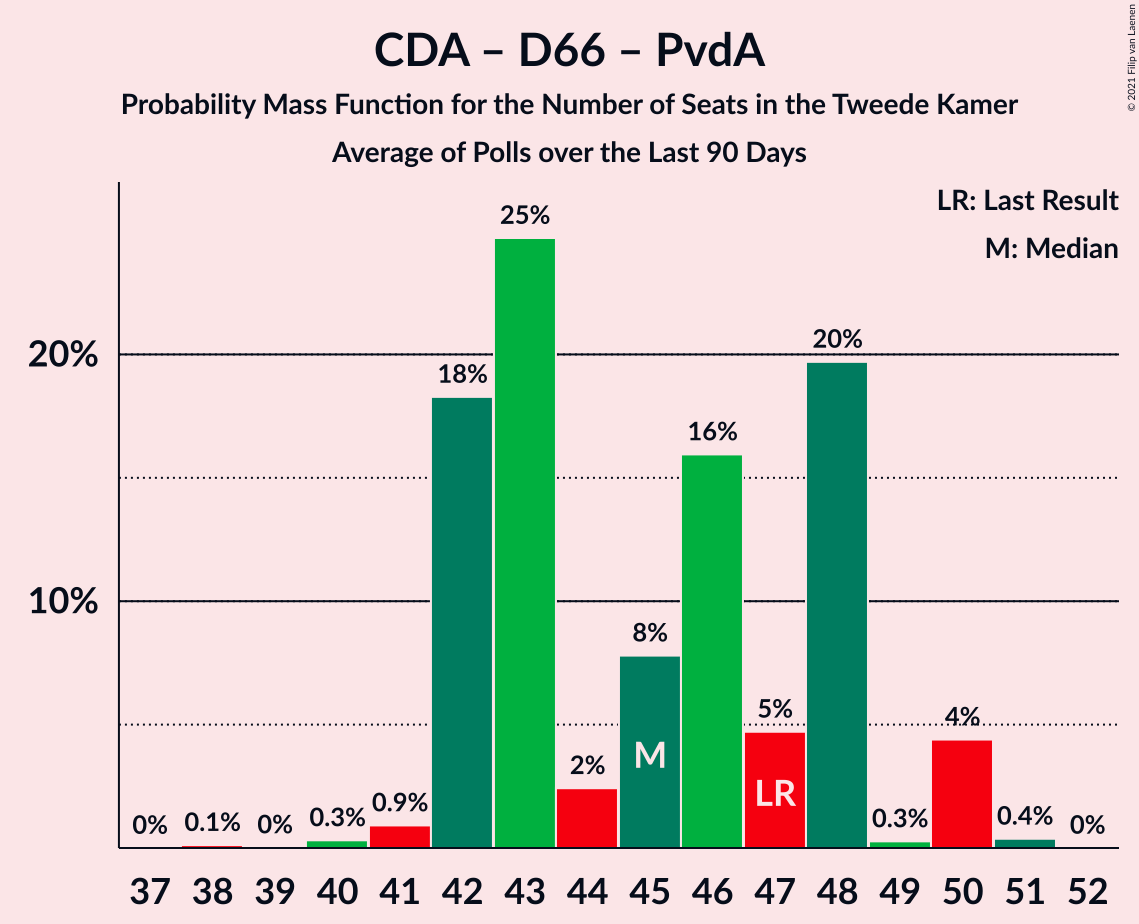 CDA – D66 – PvdA
Probability Mass Function for the Number of Seats in the Tweede Kamer
Average of Polls over the Last 90 Days
© 2021 Filip van Laenen
LR: Last Result
M: Median
20%
10%
0% 0.1% 0% 0.3% 0.9% 18% 25% 2% 8% 16% 5% 20% 0.3% 4% 0.4% 0%
M
LR
37 38 39 40 41 42 43 44 45 46 47 48 49 50 51 52